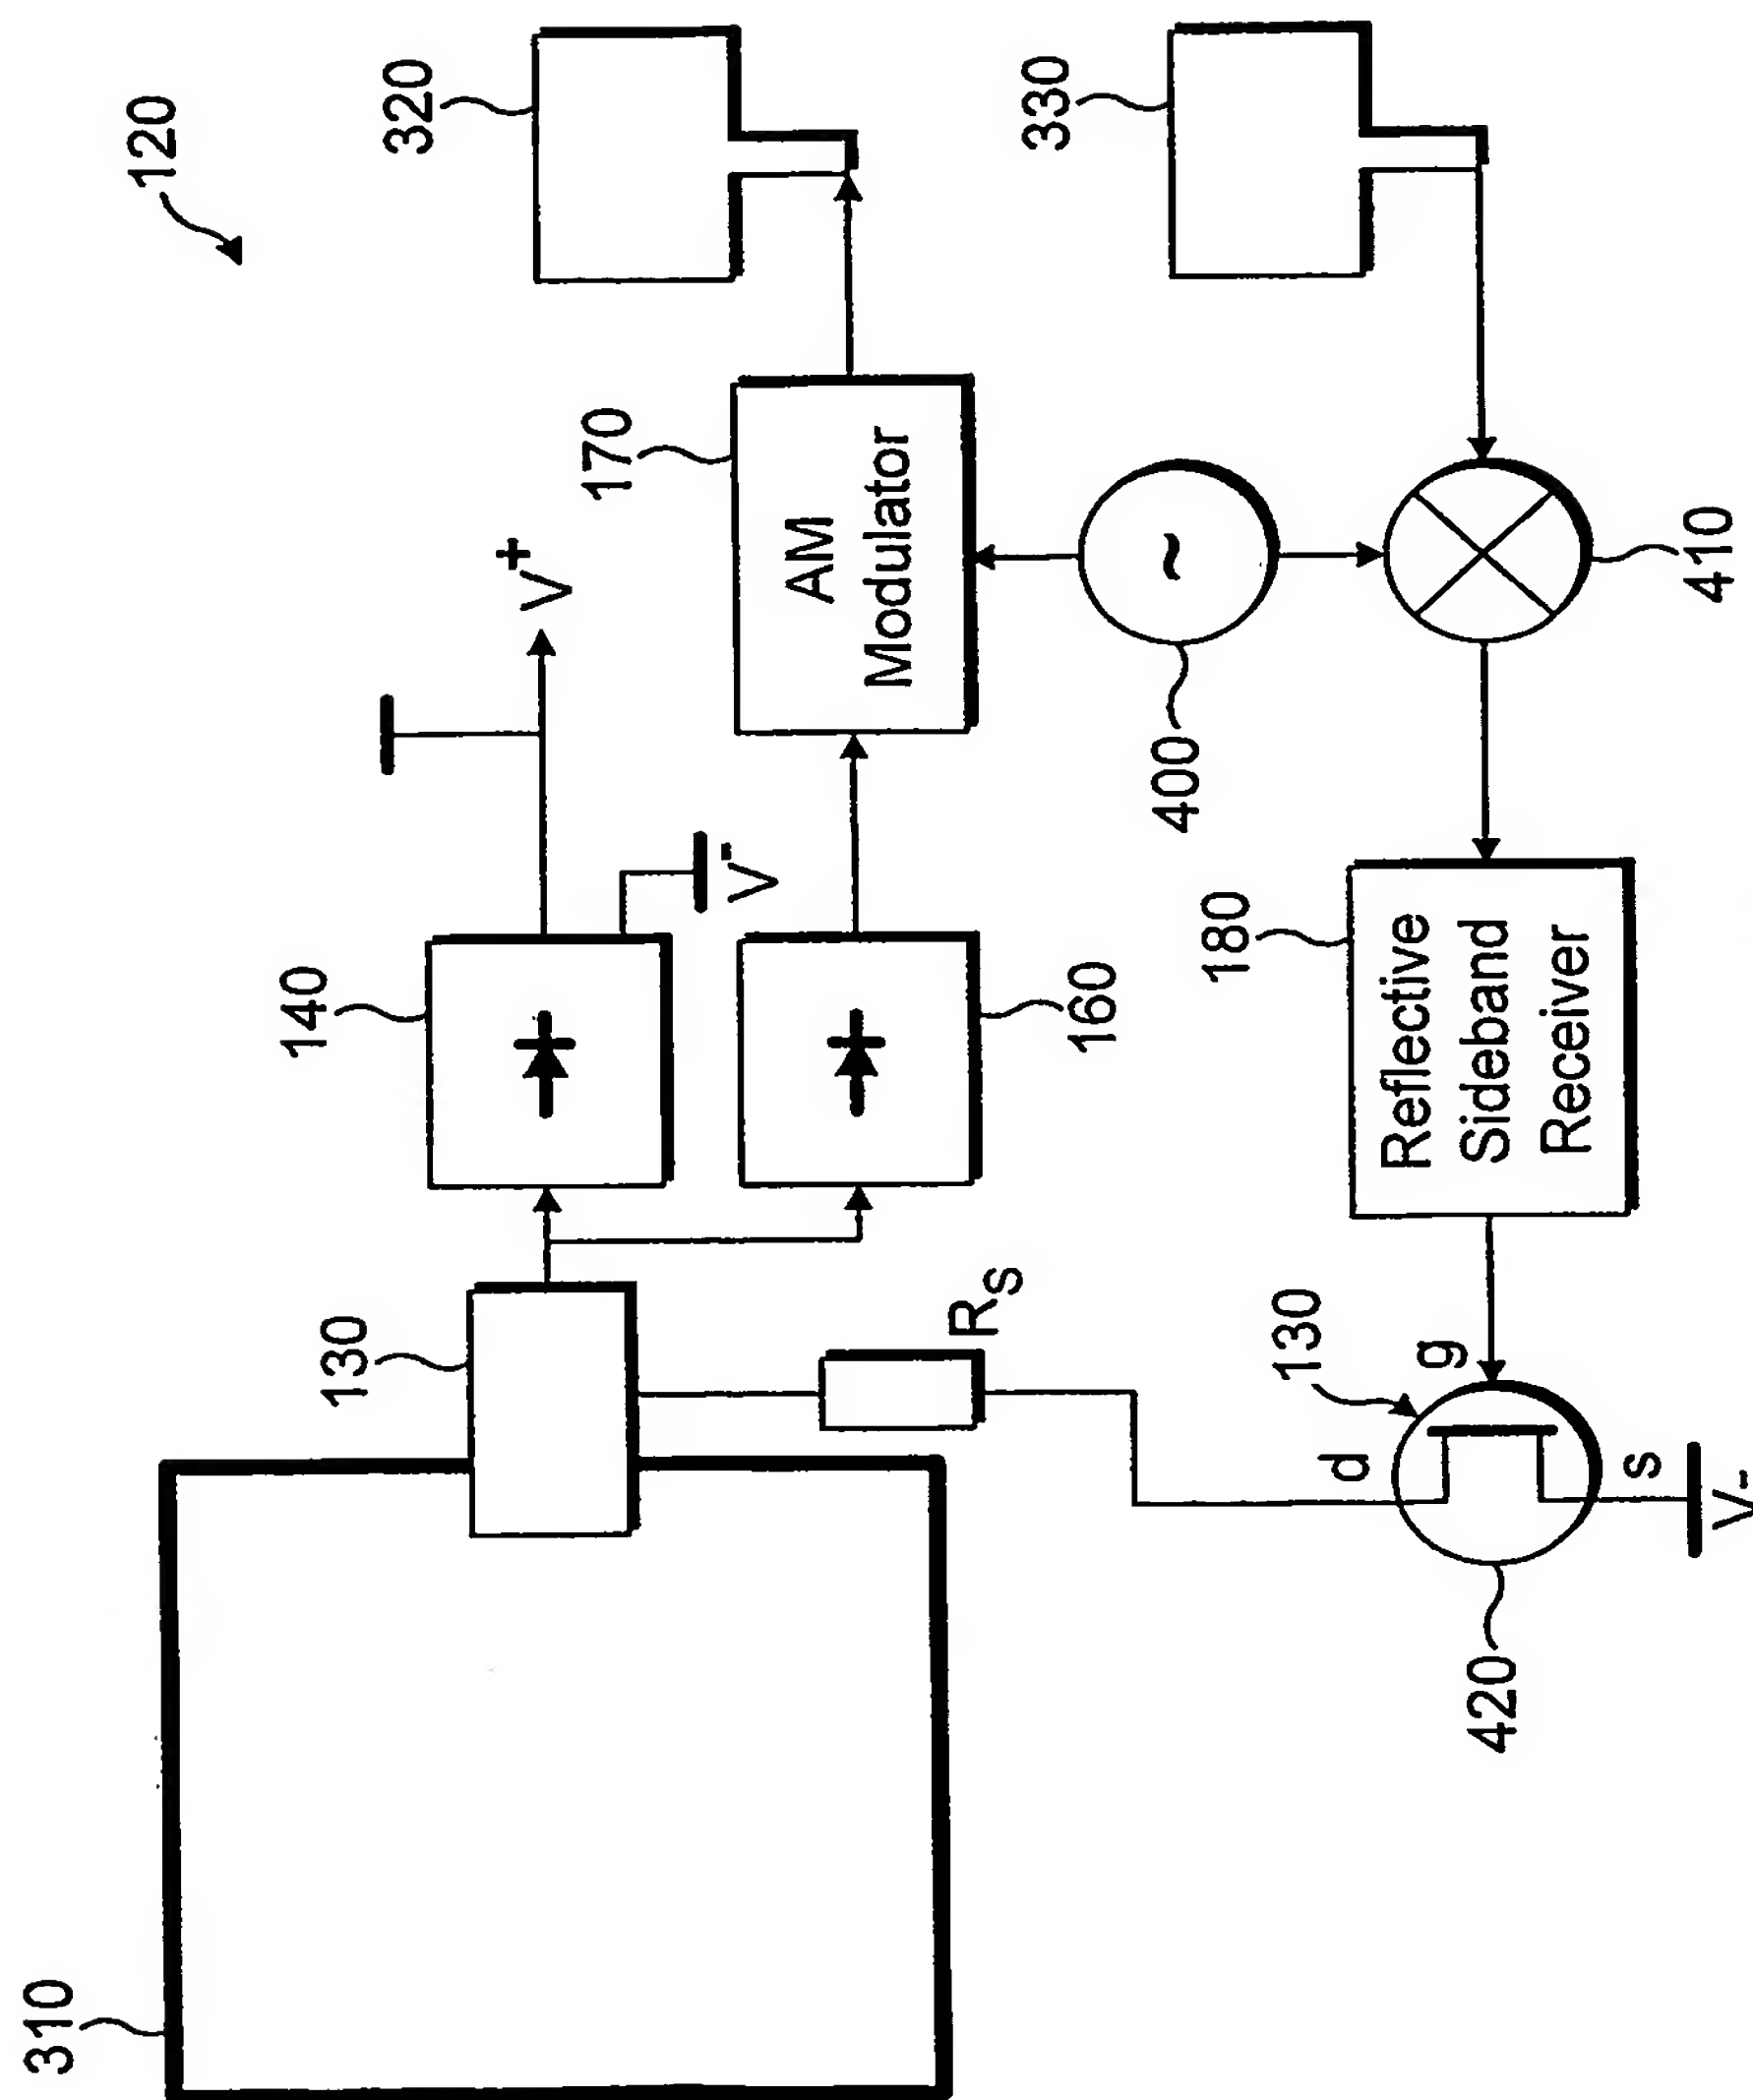 120
310
130
140
V+
320
V-
160
170
AM
Modulator
RS
400
330
130
d
g
s
V-
420
180
Reflective
Sideband
Receiver
410
~